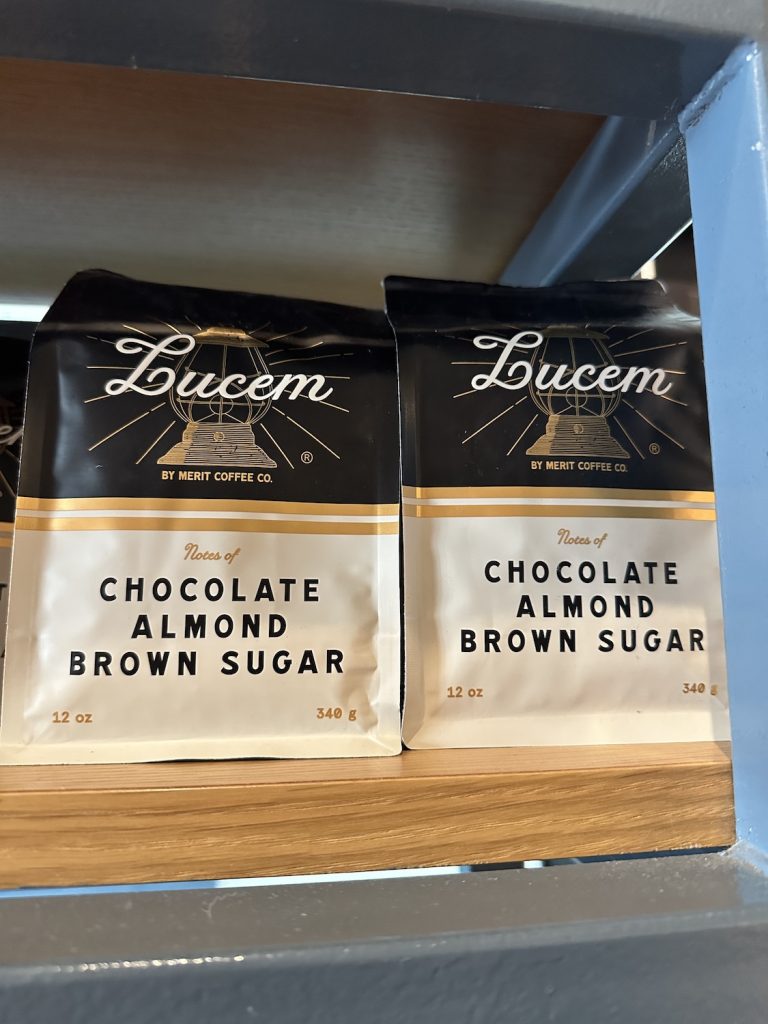 Lucem
®
BY MERIT COFFEE CO.
Notes of
CHOCOLATE
ALMOND
BROWN SUGAR
12 oz
340 g
Lucem
®
BY MERIT COFFEE CO.
Notes of
CHOCOLATE
ALMOND
BROWN SUGAR
12 oz
340 g